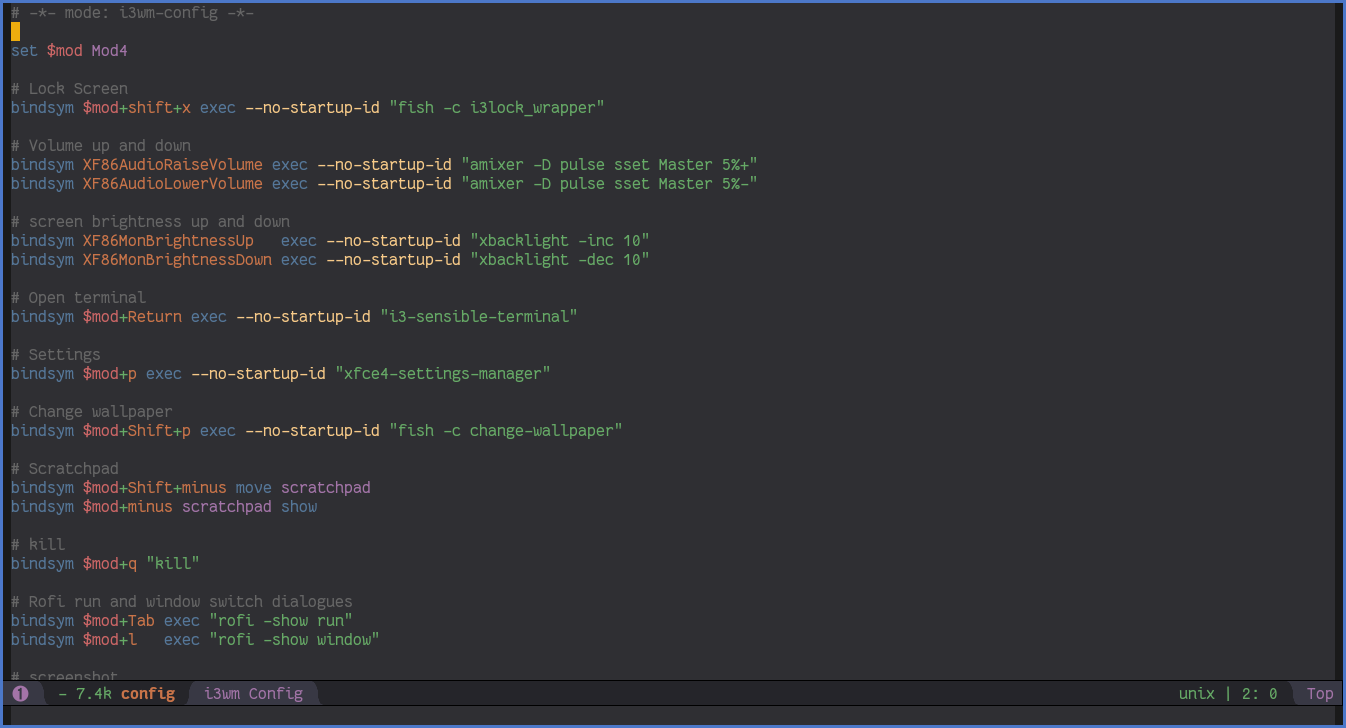 # -*- mode: i3wm-config -*-
set $mod Mod4
# Lock Screen
bindsym $mod+shift+x exec --no-startup-id "fish -c i3lock_wrapper"
# Volume up and down
bindsym XF86AudioRaiseVolume exec --no-startup-id "amixer -D pulse sset Master 5%+"
bindsym XF86AudioLowerVolume exec --no-startup-id "amixer -D pulse sset Master 5%-"
# screen brightness up and down
bindsym XF86MonBrightnessUp   exec --no-startup-id "xbacklight -inc 10"
bindsym XF86MonBrightnessDown exec --no-startup-id "xbacklight -dec 10"
# Open terminal
bindsym $mod+Return exec --no-startup-id "i3-sensible-terminal"
# Settings
bindsym $mod+p exec --no-startup-id "xfce4-settings-manager"
# Change wallpaper
bindsym $mod+Shift+p exec --no-startup-id "fish -c change-wallpaper"
# Scratchpad
bindsym $mod+Shift+minus move scratchpad
bindsym $mod+minus scratchpad show
# kill
bindsym $mod+q "kill"
# Rofi run and window switch dialogues
bindsym $mod+Tab exec "rofi -show run"
bindsym $mod+l   exec "rofi -show window"
# screenshot
❶ - 7.4k config i3wm Config unix | 2: 0 Top